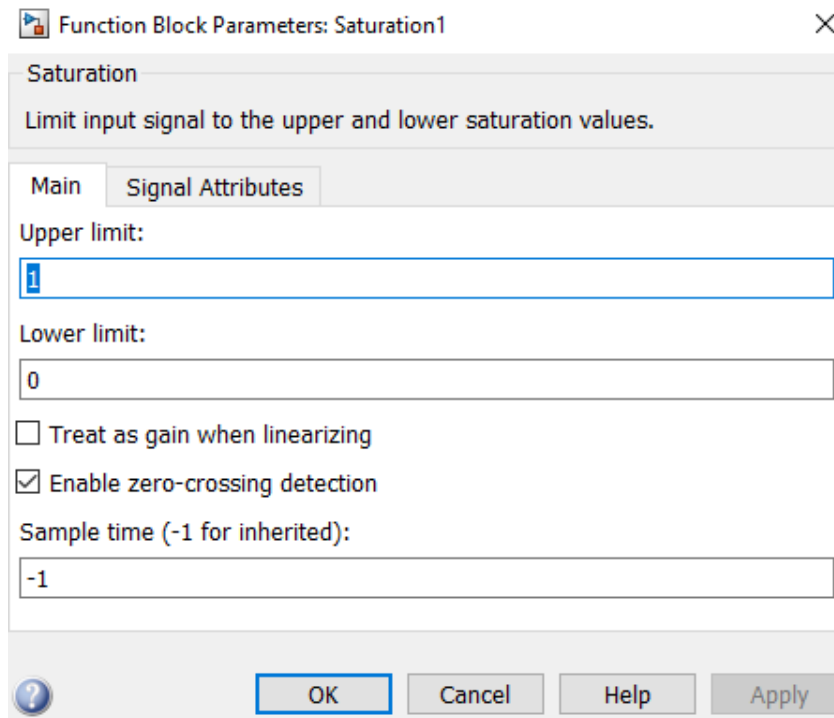 Function Block Parameters: Saturation1
Saturation
Limit input signal to the upper and lower saturation values.
Main Signal Attributes
Upper limit:
1
Lower limit:
0
Treat as gain when linearizing
Enable zero-crossing detection
Sample time (-1 for inherited):
-1
? OK Cancel Help Apply